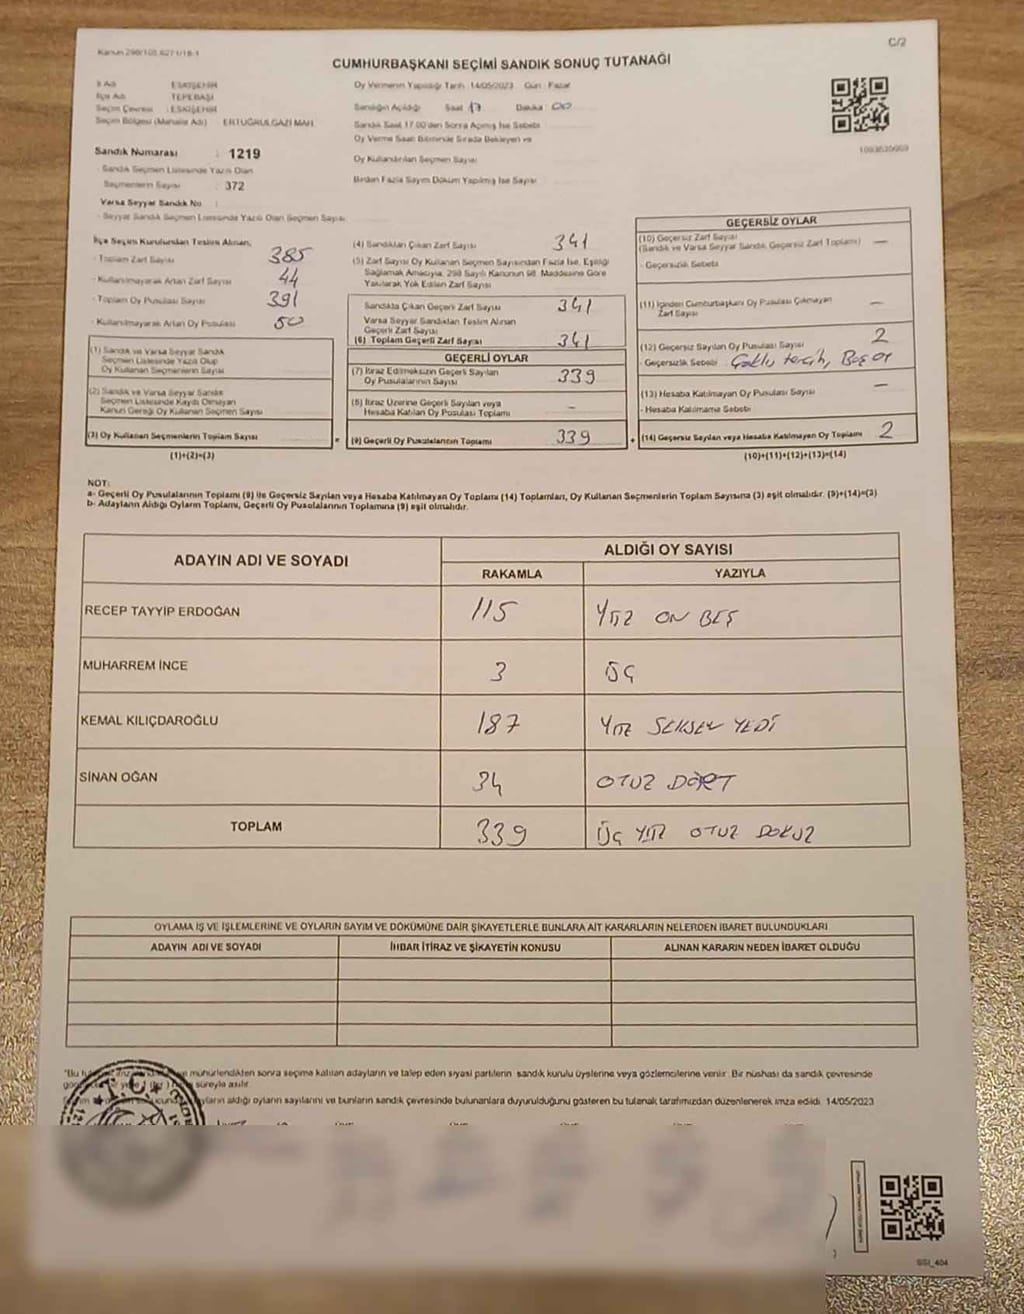 Kanun 298/105, 6271/18-1
C/2
CUMHURBAŞKANI SEÇİMİ SANDIK SONUÇ TUTANAĞI
İl Adı : ESKİŞEHİR
İlçe Adı : TEPEBAŞI
Seçim Çevresi : ESKİŞEHİR
Seçim Bölgesi (Mahalle Adı) : ERTUĞRULGAZİ MAH.
Oy Vermenin Yapıldığı Tarih: 14/05/2023 Gün : Pazar
Sandığın Açıldığı Saat 17 Dakika 00
Sandık Saat 17.00'den Sonra Açılmış İse Sebebi
Oy Verme Saati Bitiminde Sırada Bekleyen ve
Oy Kullandırılan Seçmen Sayısı
Birden Fazla Sayım Döküm Yapılmış İse Sayısı
Sandık Numarası : 1219
- Sandık Seçmen Listesinde Yazılı Olan
Seçmenlerin Sayısı : 372
Varsa Seyyar Sandık No :
- Seyyar Sandık Seçmen Listesinde Yazılı Olan Seçmen Sayısı
İlçe Seçim Kurulundan Teslim Alınan;
- Toplam Zarf Sayısı 385
- Kullanılmayarak Artan Zarf Sayısı 44
- Toplam Oy Pusulası Sayısı 391
- Kullanılmayarak Artan Oy Pusulası 50
(1) Sandık ve Varsa Seyyar Sandık
Seçmen Listesinde Yazılı Olup
Oy Kullanan Seçmenlerin Sayısı
(2) Sandık ve Varsa Seyyar Sandık
Seçmen Listesinde Kaydı Olmayan
Kanun Gereği Oy Kullanan Seçmen Sayısı
(3) Oy Kullanan Seçmenlerin Toplam Sayısı
(1)+(2)=(3)
(4) Sandıktan Çıkan Zarf Sayısı 341
(5) Zarf Sayısı Oy Kullanan Seçmen Sayısından Fazla İse, Eşitliği
Sağlamak Amacıyla, 298 Sayılı Kanunun 98. Maddesine Göre
Yakılarak Yok Edilen Zarf Sayısı
Sandıkta Çıkan Geçerli Zarf Sayısı 341
Varsa Seyyar Sandıktan Teslim Alınan
Geçerli Zarf Sayısı
(6) Toplam Geçerli Zarf Sayısı 341
GEÇERLİ OYLAR
(7) İtiraz Edilmeksizin Geçerli Sayılan
Oy Pusulalarının Sayısı 339
(8) İtiraz Üzerine Geçerli Sayılan veya
Hesaba Katılan Oy Pusulası Toplamı –
= (9) Geçerli Oy Pusulalarının Toplamı 339
GEÇERSİZ OYLAR
(10) Geçersiz Zarf Sayısı —
(Sandık ve Varsa Seyyar Sandık Geçersiz Zarf Toplamı)
- Geçersizlik Sebebi
(11) İçinden Cumhurbaşkanı Oy Pusulası Çıkmayan —
Zarf Sayısı
(12) Geçersiz Sayılan Oy Pusulası Sayısı 2
- Geçersizlik Sebebi Çoklu tercih, Boş oy
(13) Hesaba Katılmayan Oy Pusulası Sayısı —
- Hesaba Katılmama Sebebi
+ (14) Geçersiz Sayılan veya Hesaba Katılmayan Oy Toplamı 2
(10)+(11)+(12)+(13)=(14)
NOT:
a- Geçerli Oy Pusulalarının Toplamı (9) ile Geçersiz Sayılan veya Hesaba Katılmayan Oy Toplamı (14) Toplamları, Oy Kullanan Seçmenlerin Toplam Sayısına (3) eşit olmalıdır. (9)+(14)=(3)
b- Adayların Aldığı Oyların Toplamı, Geçerli Oy Pusulalarının Toplamına (9) eşit olmalıdır.
ADAYIN ADI VE SOYADI
ALDIĞI OY SAYISI
RAKAMLA YAZIYLA
RECEP TAYYİP ERDOĞAN 115 YÜZ ON BEŞ
MUHARREM İNCE 3 ÜÇ
KEMAL KILIÇDAROĞLU 187 YÜZ SEKSEN YEDİ
SİNAN OĞAN 34 OTUZ DÖRT
TOPLAM 339 ÜÇ YÜZ OTUZ DOKUZ
OYLAMA İŞ VE İŞLEMLERİNE VE OYLARIN SAYIM VE DÖKÜMÜNE DAİR ŞİKAYETLERLE BUNLARA AİT KARARLARIN NELERDEN İBARET BULUNDUKLARI
ADAYIN ADI VE SOYADI İHBAR İTİRAZ VE ŞİKAYETİN KONUSU ALINAN KARARIN NEDEN İBARET OLDUĞU
"Bu mühürlendikten sonra seçime katılan adayların ve talep eden siyasi partilerin sandık kurulu üyelerine veya gözlemcilerine verilir. Bir nüshası da sandık çevresinde
süreyle asılır.
aldığı oyların sayılarını ve bunların sandık çevresinde bulunanlara duyurulduğunu gösteren bu tutanak tarafımızdan düzenlenerek imza edildi. 14/05/2023
SSI_404